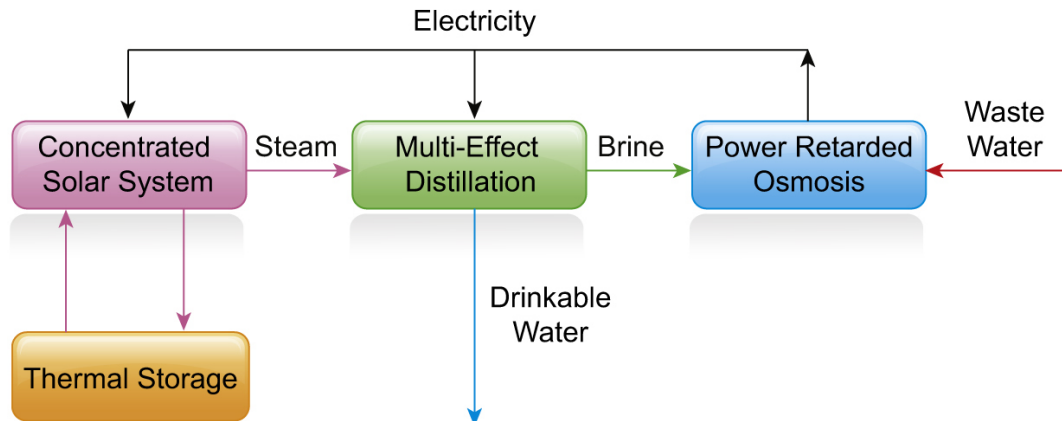 Electricity
Concentrated
Solar System
Steam
Multi-Effect
Distillation
Brine
Power Retarded
Osmosis
Waste
Water
Drinkable
Water
Thermal Storage